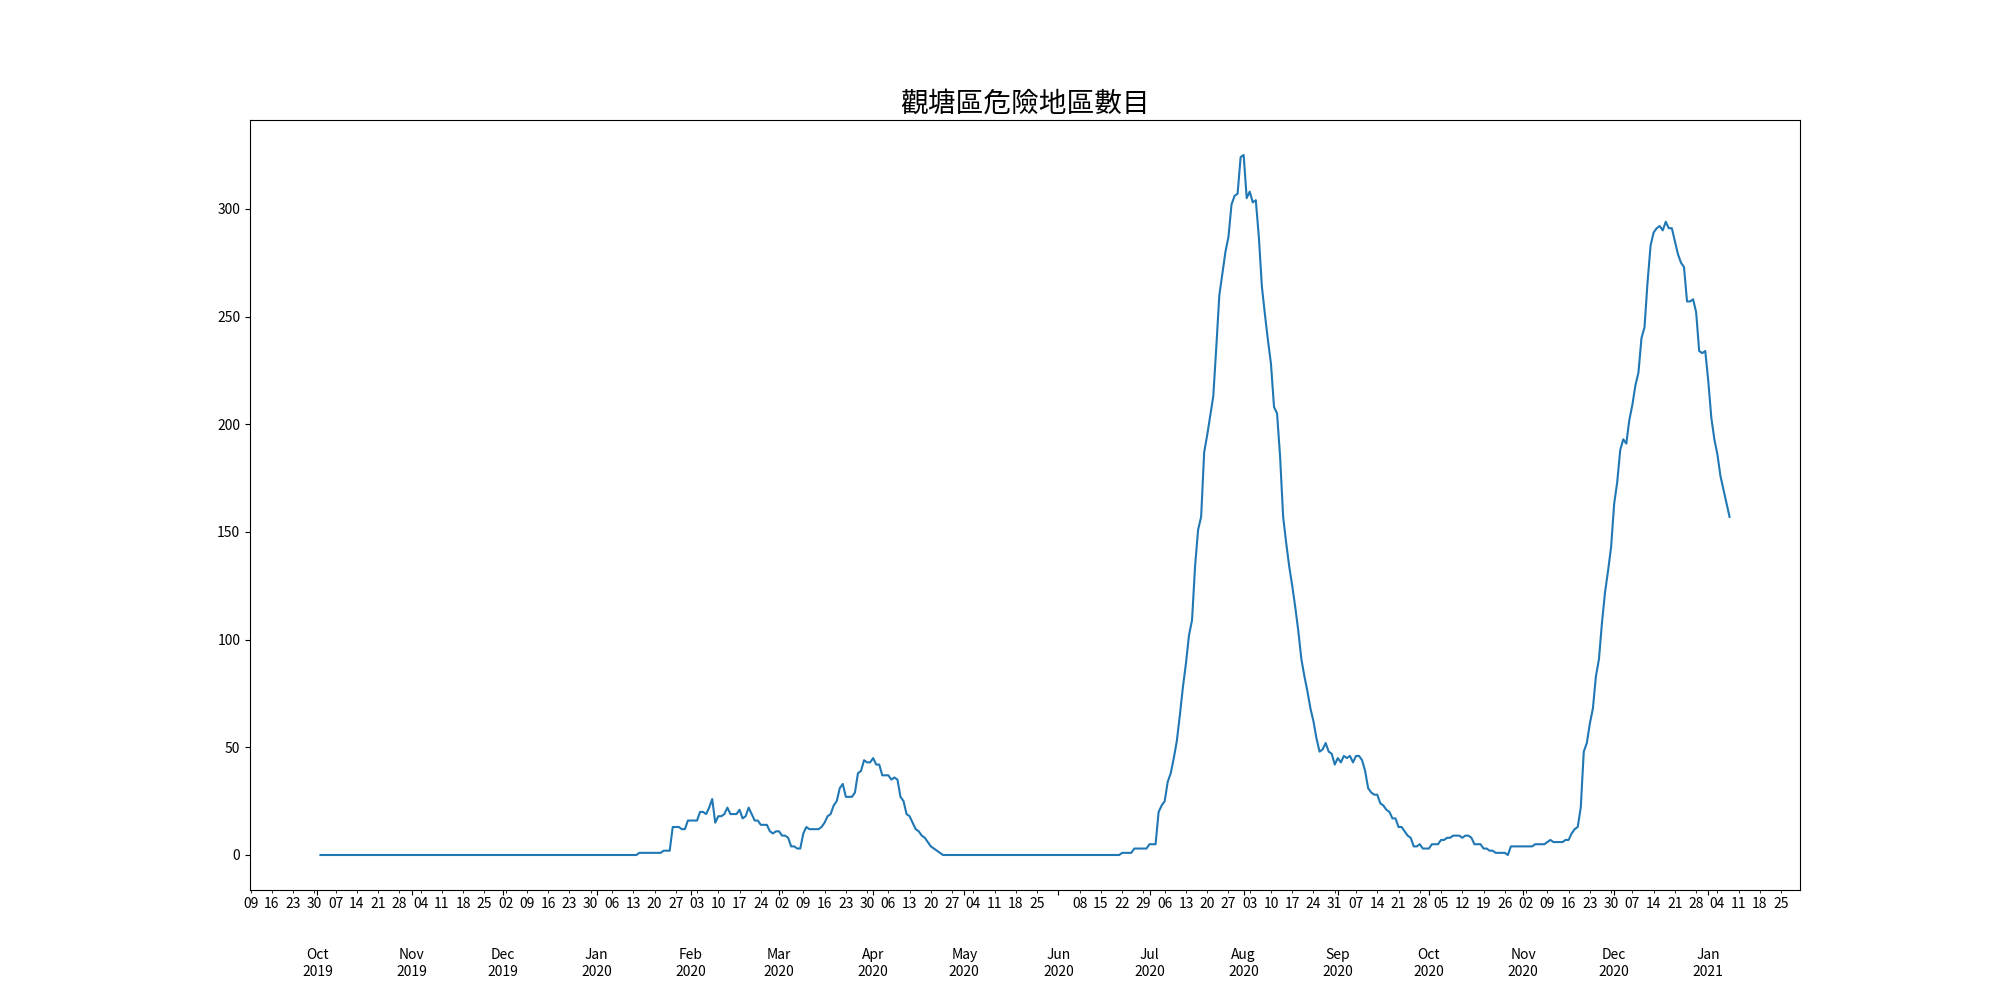 觀塘區危險地區數目
300
250
200
150
100
50
0
09 16 23 30 07 14 21 28 04 11 18 25 02 09 16 23 30 06 13 20 27 03 10 17 24 02 09 16 23 30 06 13 20 27 04 11 18 25 08 15 22 29 06 13 20 27 03 10 17 24 31 07 14 21 28 05 12 19 26 02 09 16 23 30 07 14 21 28 04 11 18 25
Oct Nov Dec Jan Feb Mar Apr May Jun Jul Aug Sep Oct Nov Dec Jan
2019 2019 2019 2020 2020 2020 2020 2020 2020 2020 2020 2020 2020 2020 2020 2021